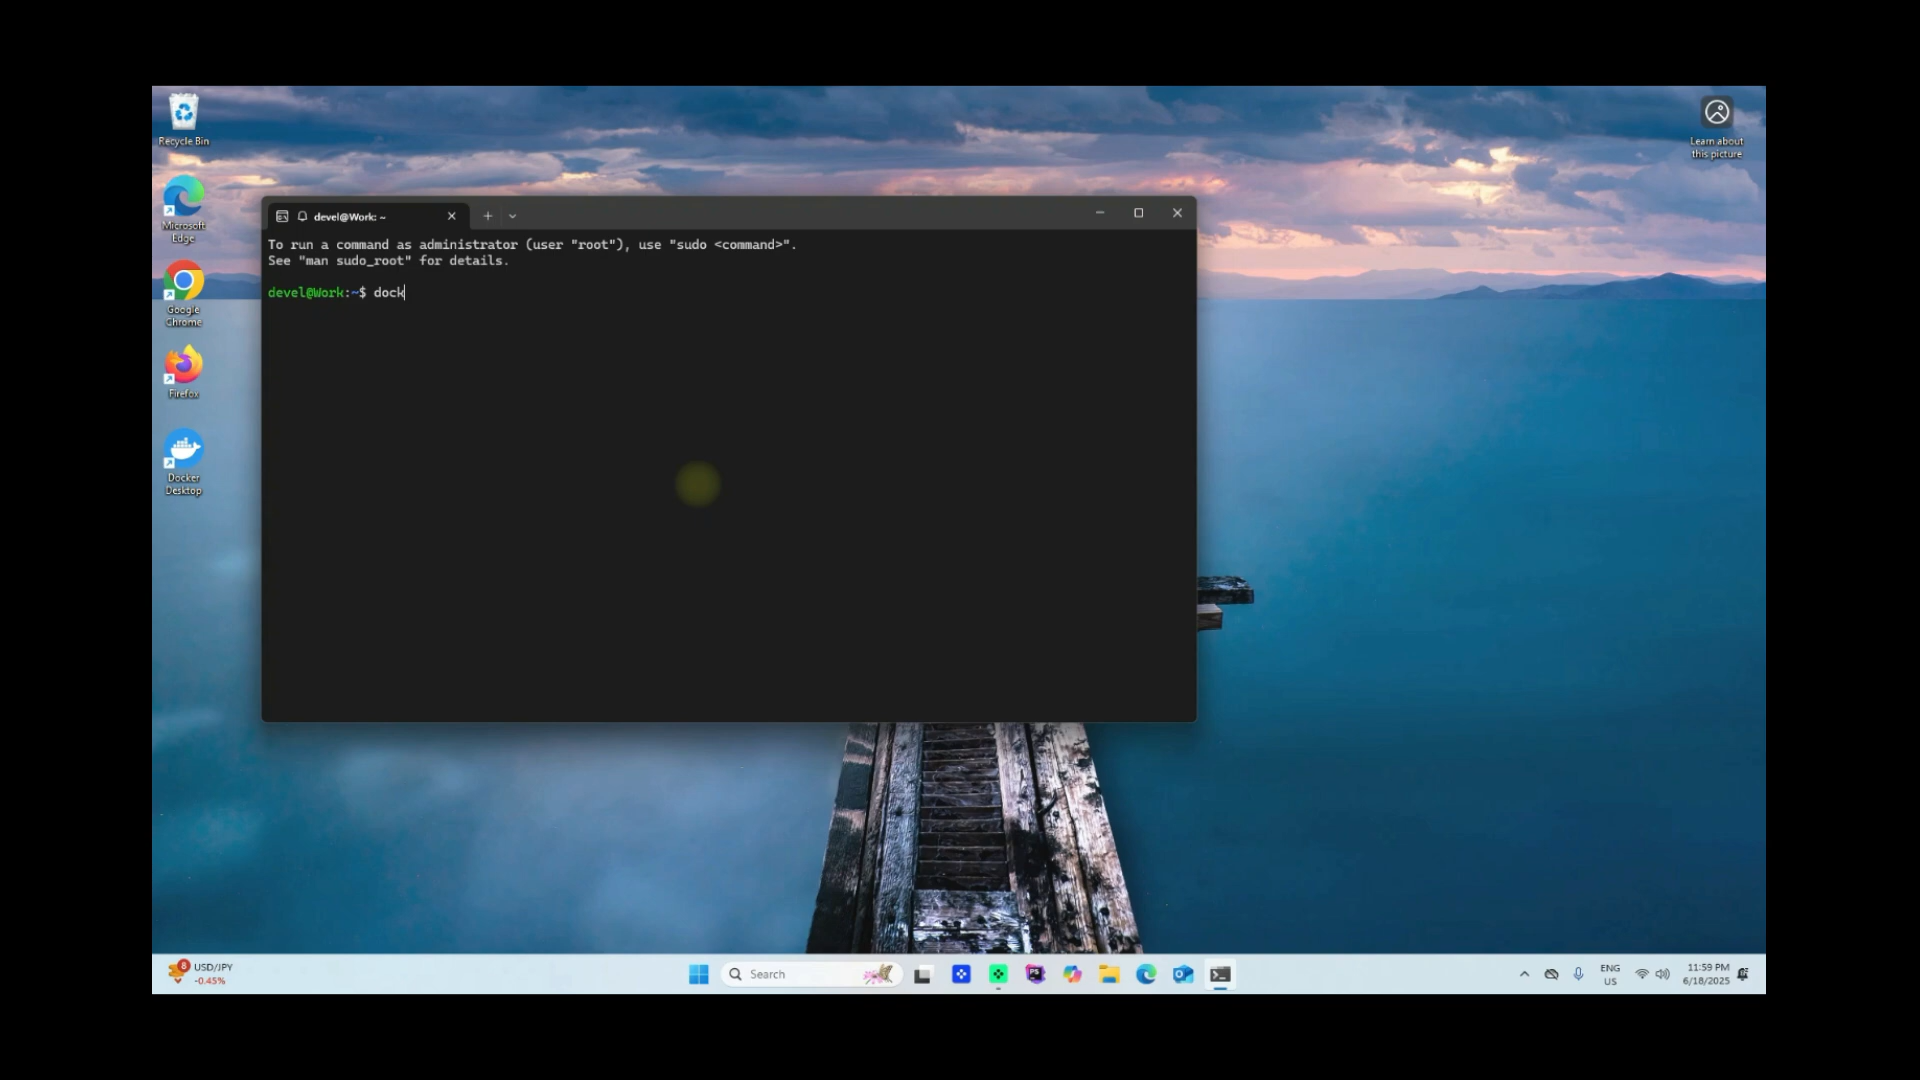 Recycle Bin
Learn about
this picture
Microsoft
Edge
Google
Chrome
Firefox
Docker
Desktop
devel@Work: ~
To run a command as administrator (user "root"), use "sudo <command>".
See "man sudo_root" for details.
devel@Work:~$ dock
8
USD/JPY
-0.45%
Search
PS
ENG
US
11:59 PM
6/18/2025